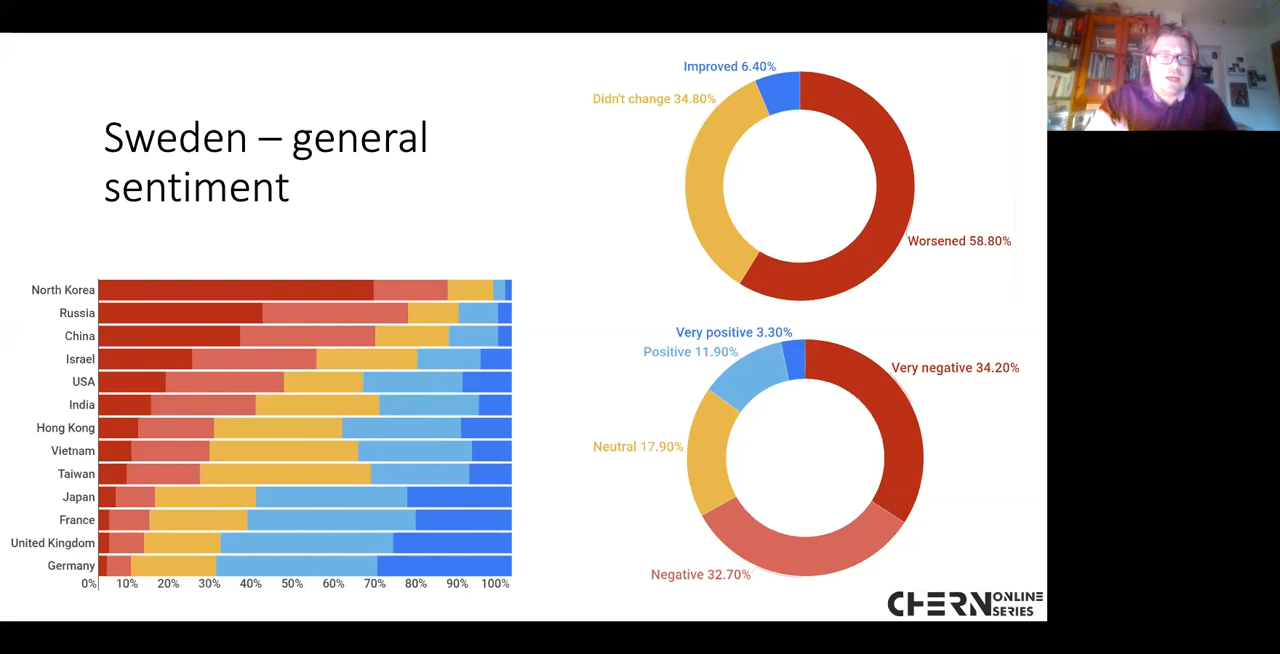 Sweden – general
sentiment
Improved 6.40%
Didn't change 34.80%
Worsened 58.80%
North Korea
Russia
China
Israel
USA
India
Hong Kong
Vietnam
Taiwan
Japan
France
United Kingdom
Germany
0% 10% 20% 30% 40% 50% 60% 70% 80% 90% 100%
Very positive 3.30%
Positive 11.90%
Very negative 34.20%
Neutral 17.90%
Negative 32.70%
CHERN ONLINE
SERIES